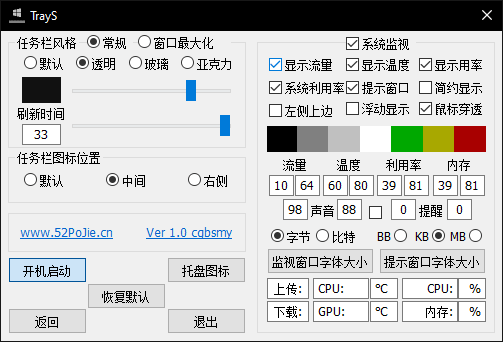 TrayS
任务栏风格 常规 窗口最大化
默认 透明 玻璃 亚克力
刷新时间
33
任务栏图标位置
默认 中间 右侧
www.52PoJie.cn Ver 1.0 cgbsmy
开机启动 托盘图标
恢复默认
返回 退出
系统监视
显示流量 显示温度 显示用率
系统利用率 提示窗口 简约显示
左侧上边 浮动显示 鼠标穿透
流量 温度 利用率 内存
10 64 60 80 39 81 39 81
98 声音 88 0 提醒 0
字节 比特 BB KB MB
监视窗口字体大小 提示窗口字体大小
上传: CPU: ℃ CPU: %
下载: GPU: ℃ 内存: %